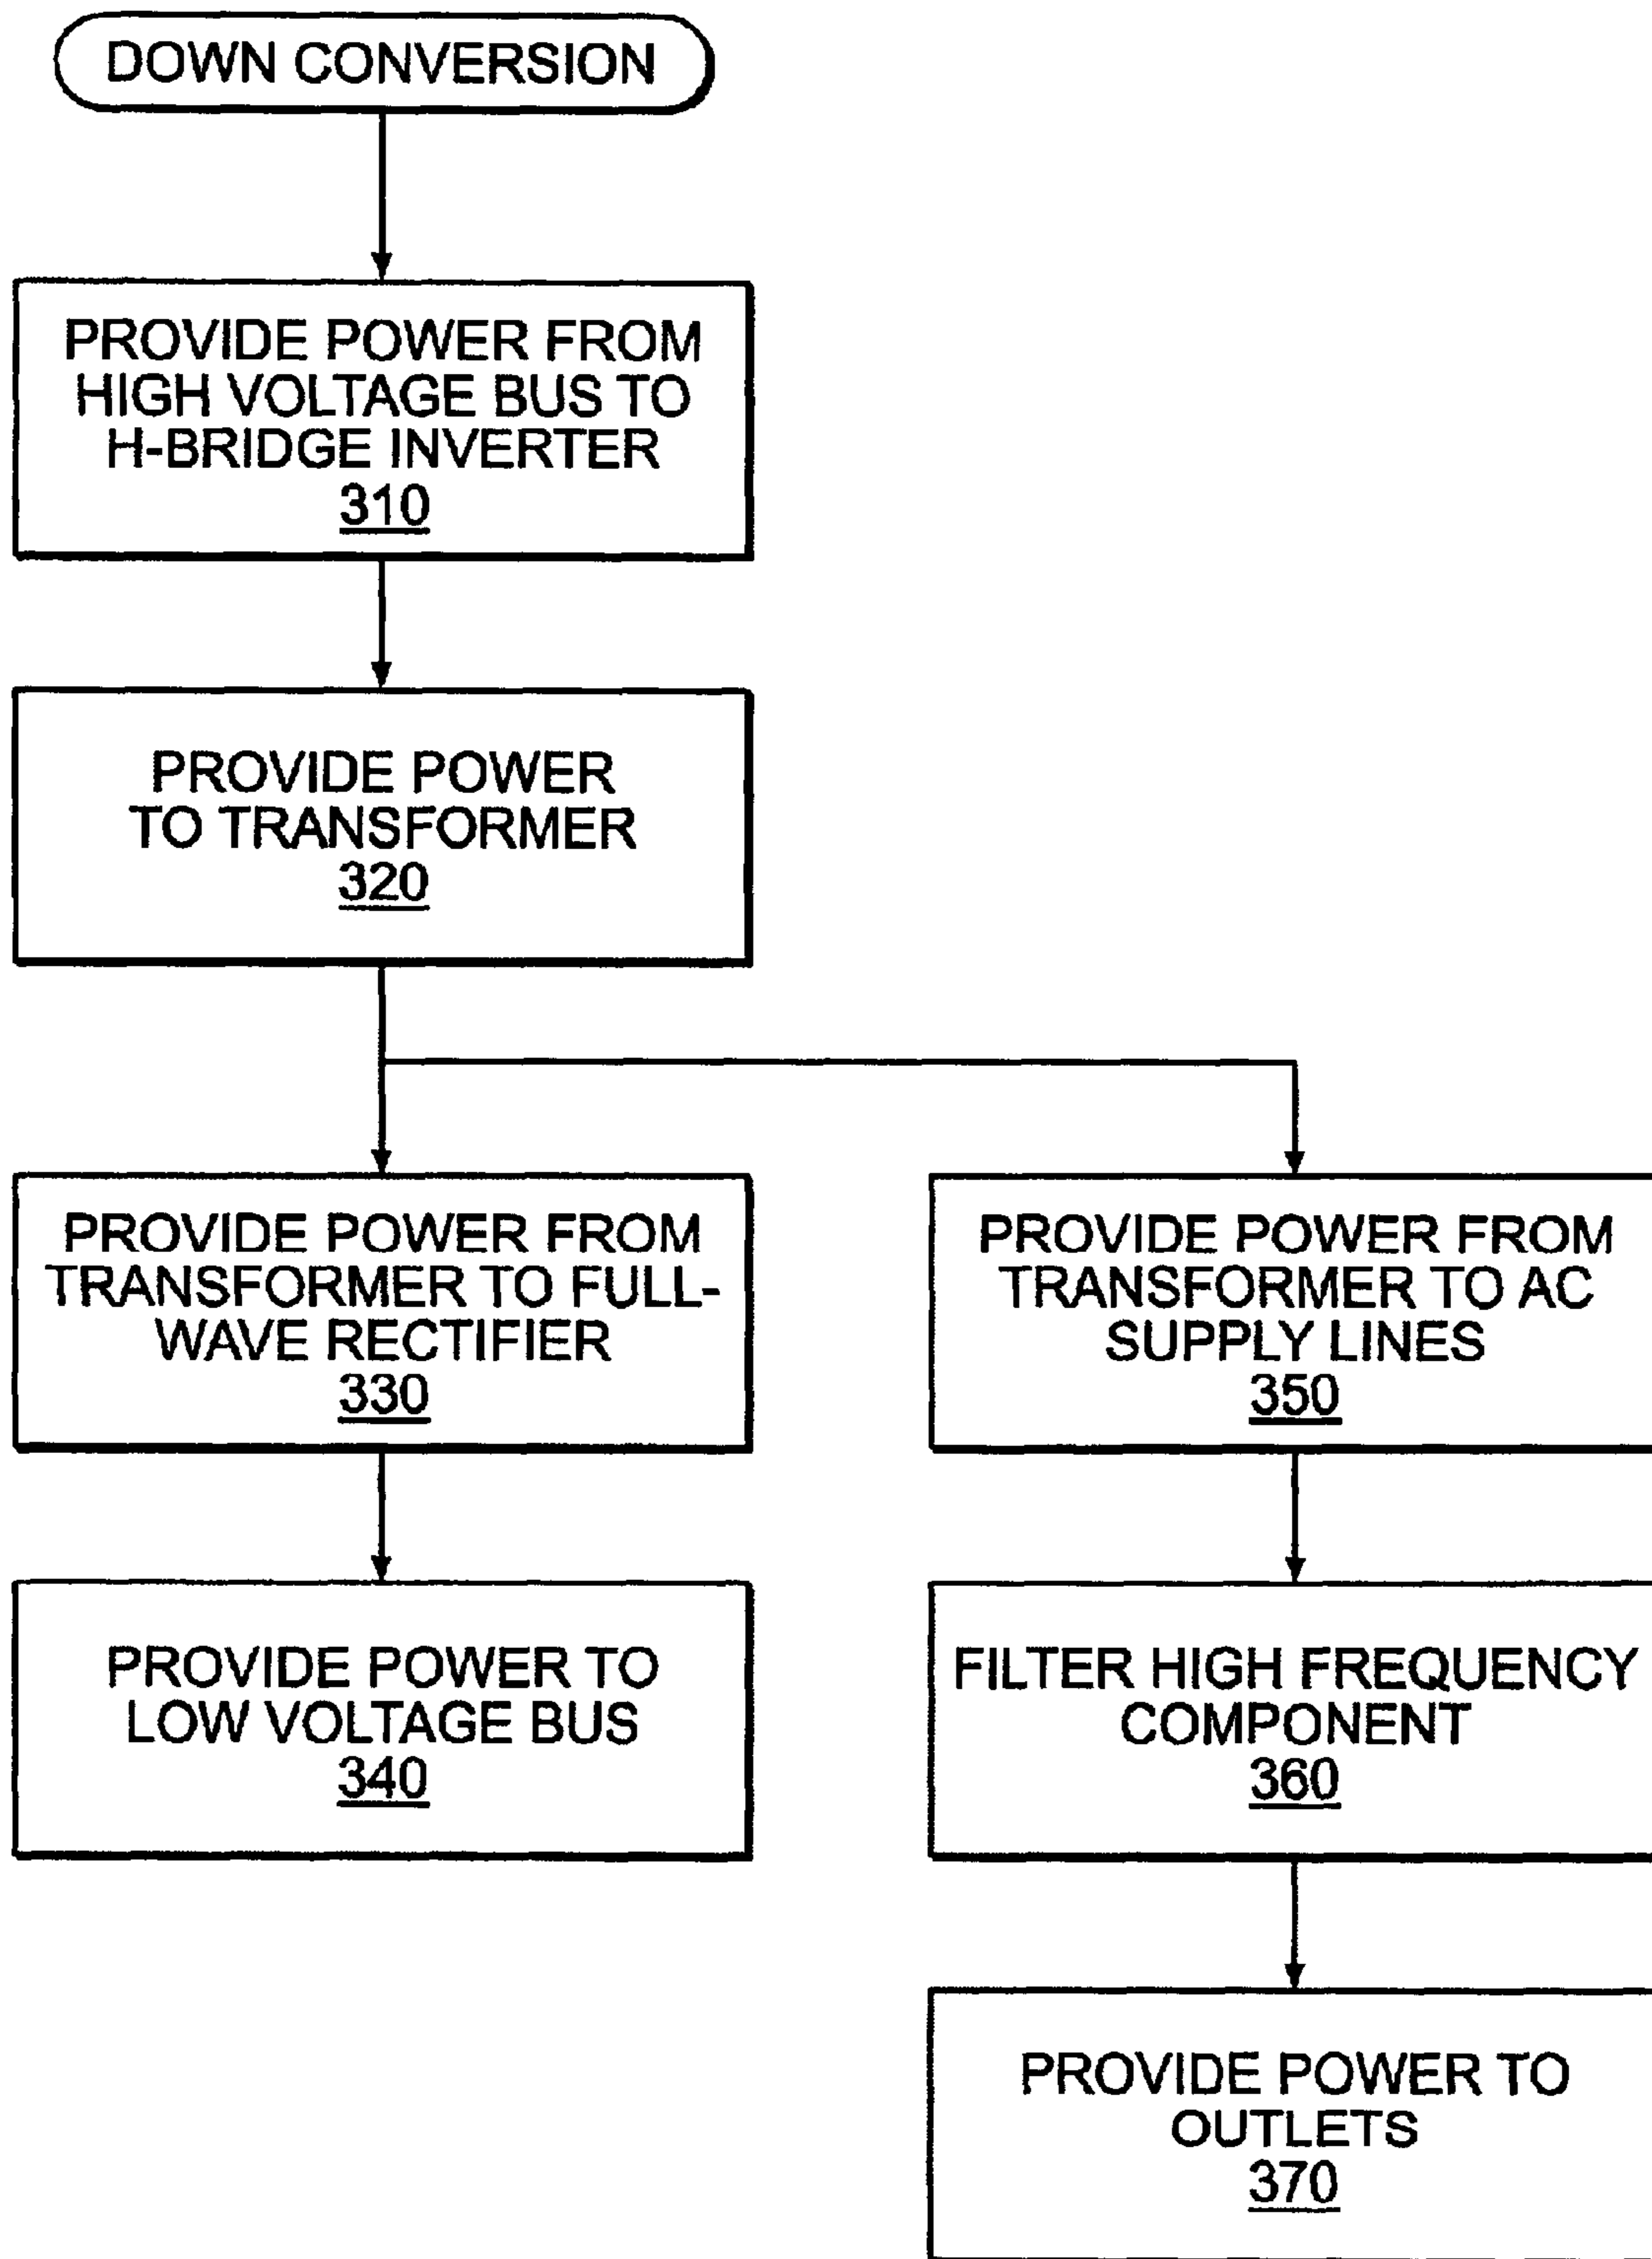 DOWN CONVERSION
PROVIDE POWER FROM
HIGH VOLTAGE BUS TO
H-BRIDGE INVERTER
310
PROVIDE POWER
TO TRANSFORMER
320
PROVIDE POWER FROM
TRANSFORMER TO FULL-
WAVE RECTIFIER
330
PROVIDE POWER FROM
TRANSFORMER TO AC
SUPPLY LINES
350
PROVIDE POWER TO
LOW VOLTAGE BUS
340
FILTER HIGH FREQUENCY
COMPONENT
360
PROVIDE POWER TO
OUTLETS
370